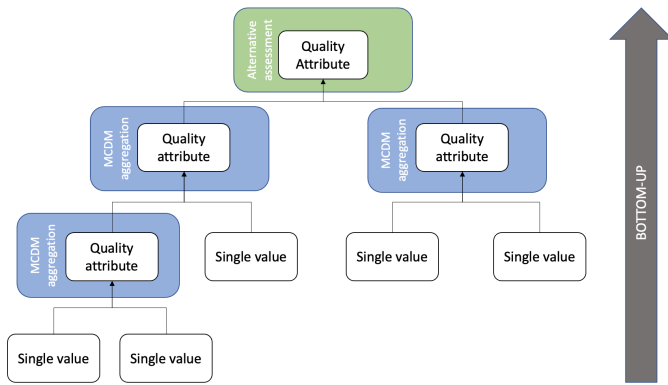 Alternative
assessment
Quality
Attribute
MCDM
aggregation
Quality
attribute
MCDM
aggregation
Quality
attribute
BOTTOM-UP
MCDM
aggregation
Quality
attribute
Single value
Single value
Single value
Single value
Single value